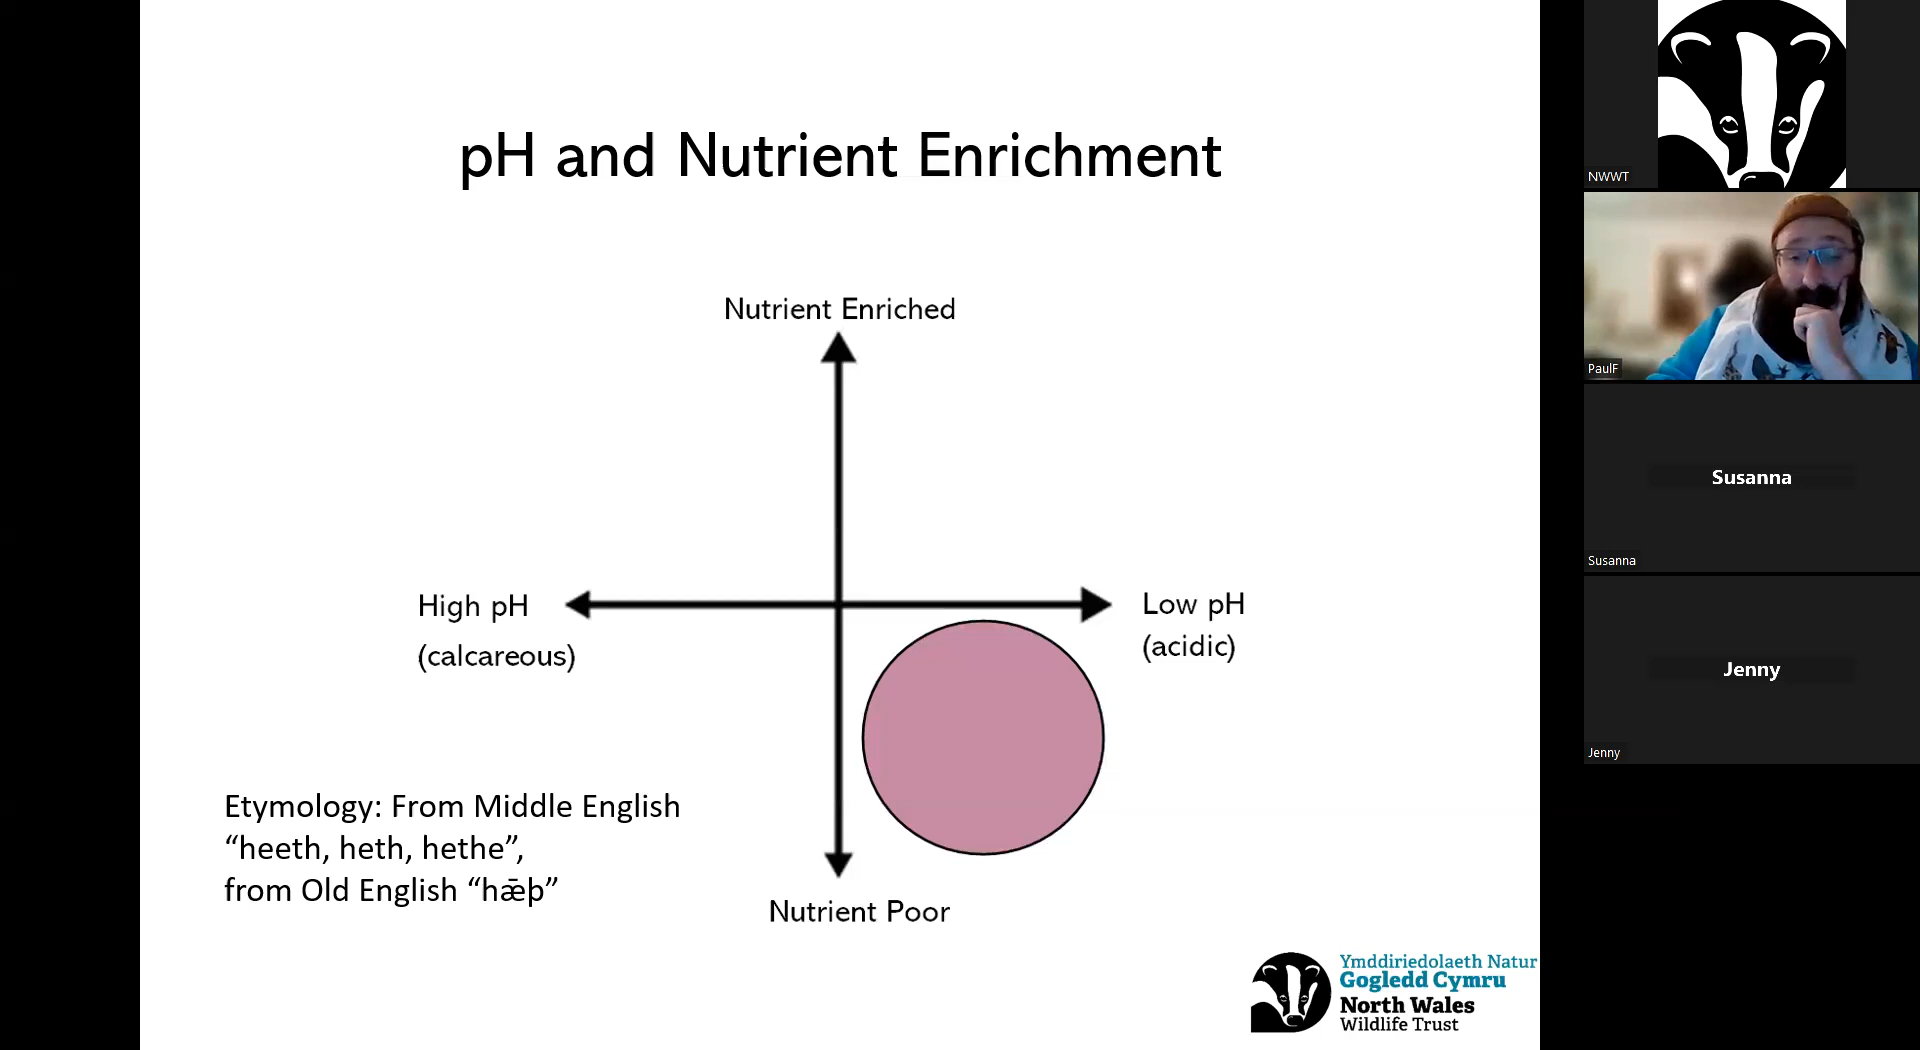 pH and Nutrient Enrichment
Nutrient Enriched
High pH
(calcareous)
Low pH
(acidic)
Etymology: From Middle English
“heeth, heth, hethe”,
from Old English “hǣþ”
Nutrient Poor
Ymddiriedolaeth Natur
Gogledd Cymru
North Wales
Wildlife Trust
NWWT
PaulF
Susanna
Susanna
Jenny
Jenny